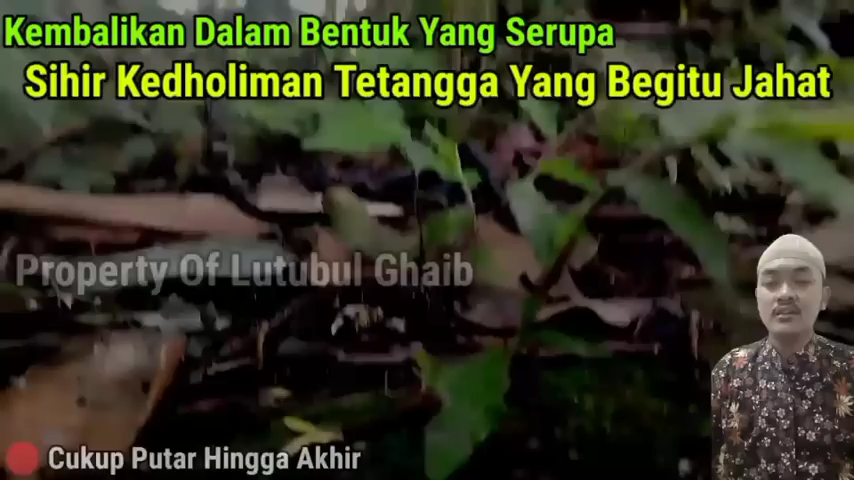 Kembalikan Dalam Bentuk Yang Serupa
Sihir Kedholiman Tetangga Yang Begitu Jahat
Property Of Lutubul Ghaib
Cukup Putar Hingga Akhir